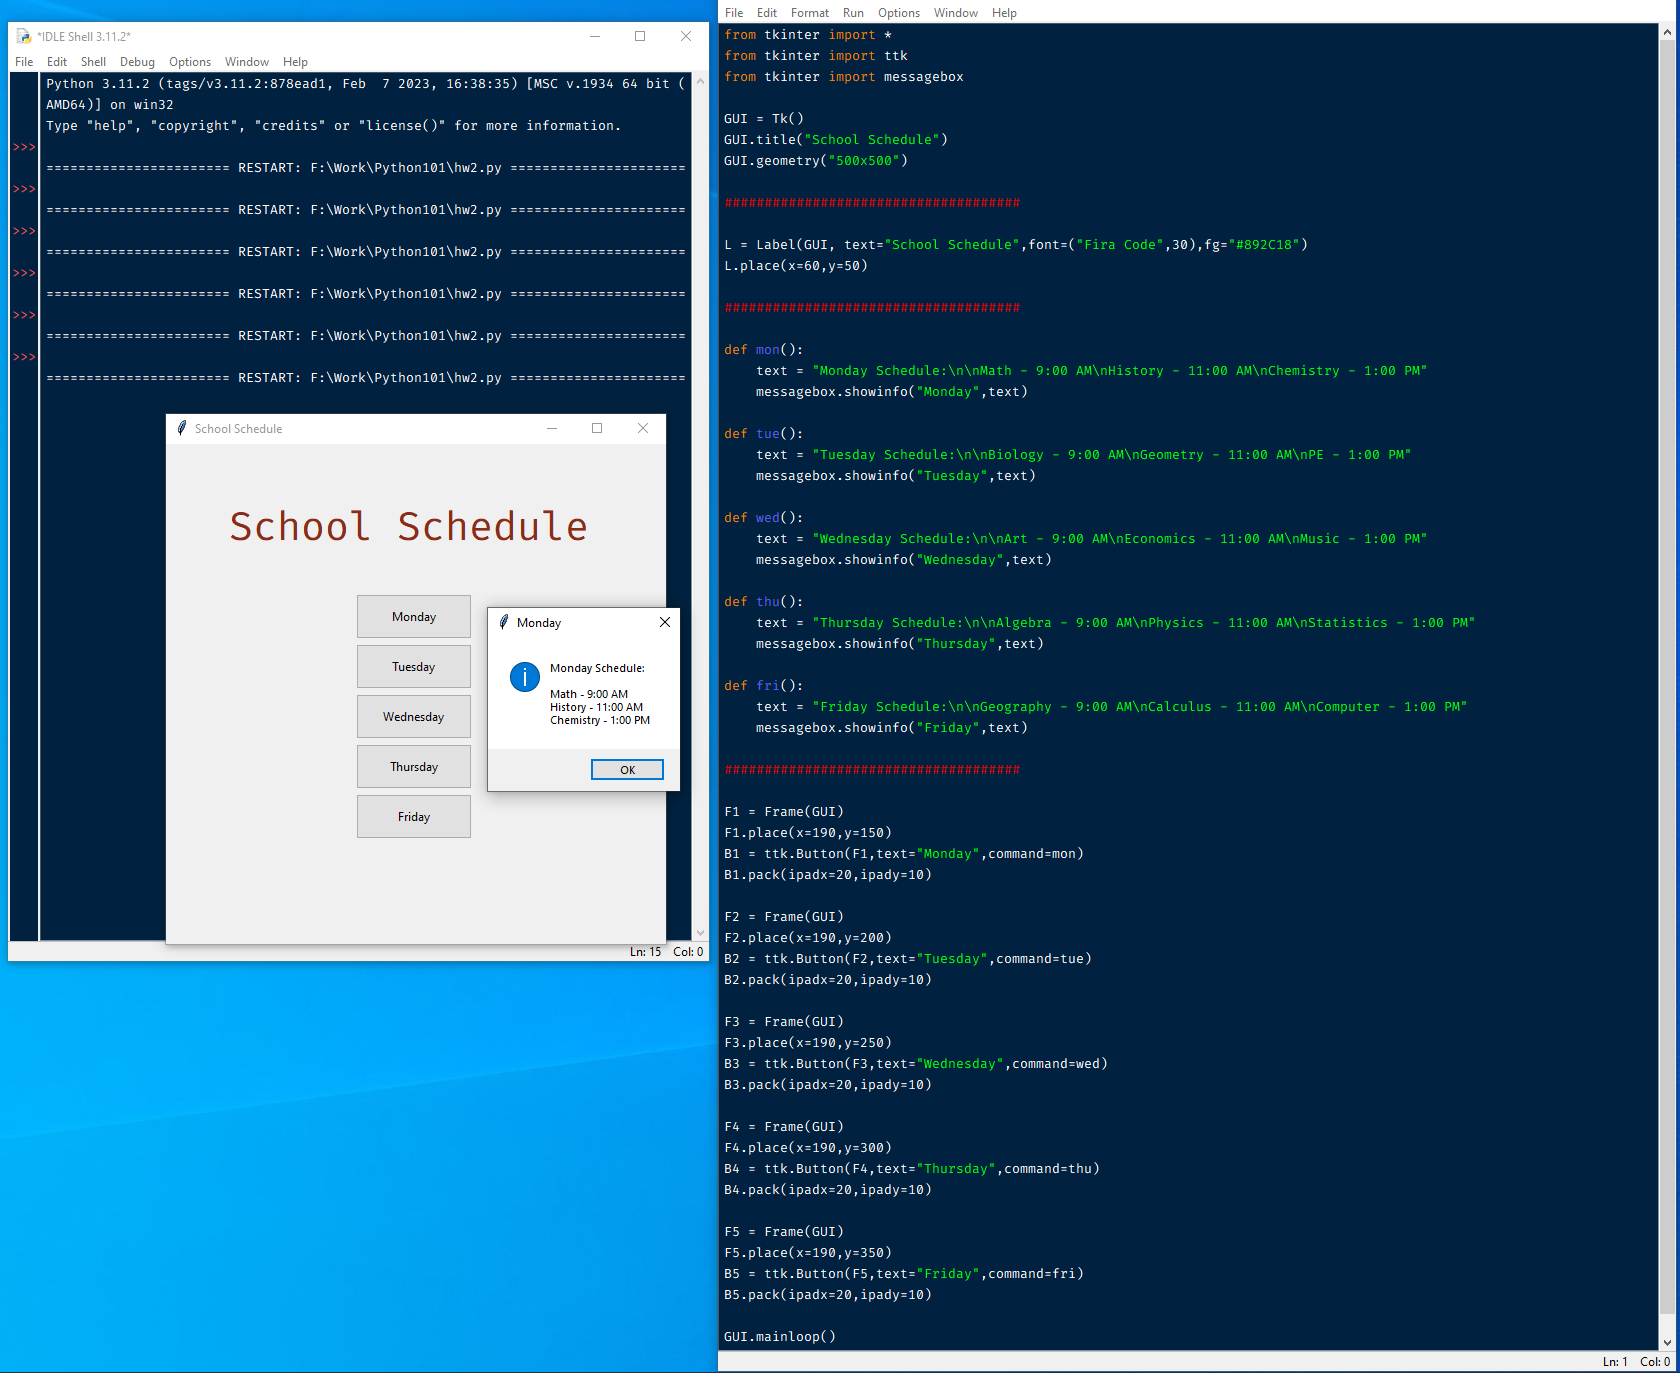 *IDLE Shell 3.11.2*
File Edit Shell Debug Options Window Help
Python 3.11.2 (tags/v3.11.2:878ead1, Feb  7 2023, 16:38:35) [MSC v.1934 64 bit (
AMD64)] on win32
Type "help", "copyright", "credits" or "license()" for more information.
>>>
======================= RESTART: F:\Work\Python101\hw2.py ======================
>>>
======================= RESTART: F:\Work\Python101\hw2.py ======================
>>>
======================= RESTART: F:\Work\Python101\hw2.py ======================
>>>
======================= RESTART: F:\Work\Python101\hw2.py ======================
>>>
======================= RESTART: F:\Work\Python101\hw2.py ======================
>>>
======================= RESTART: F:\Work\Python101\hw2.py ======================
School Schedule
School Schedule
Monday
Tuesday
Wednesday
Thursday
Friday
Monday
Monday Schedule:
Math - 9:00 AM
History - 11:00 AM
Chemistry - 1:00 PM
OK
Ln: 15 Col: 0
File Edit Format Run Options Window Help
from tkinter import *
from tkinter import ttk
from tkinter import messagebox
GUI = Tk()
GUI.title("School Schedule")
GUI.geometry("500x500")
#####################################
L = Label(GUI, text="School Schedule",font=("Fira Code",30),fg="#892C18")
L.place(x=60,y=50)
#####################################
def mon():
    text = "Monday Schedule:\n\nMath - 9:00 AM\nHistory - 11:00 AM\nChemistry - 1:00 PM"
    messagebox.showinfo("Monday",text)
def tue():
    text = "Tuesday Schedule:\n\nBiology - 9:00 AM\nGeometry - 11:00 AM\nPE - 1:00 PM"
    messagebox.showinfo("Tuesday",text)
def wed():
    text = "Wednesday Schedule:\n\nArt - 9:00 AM\nEconomics - 11:00 AM\nMusic - 1:00 PM"
    messagebox.showinfo("Wednesday",text)
def thu():
    text = "Thursday Schedule:\n\nAlgebra - 9:00 AM\nPhysics - 11:00 AM\nStatistics - 1:00 PM"
    messagebox.showinfo("Thursday",text)
def fri():
    text = "Friday Schedule:\n\nGeography - 9:00 AM\nCalculus - 11:00 AM\nComputer - 1:00 PM"
    messagebox.showinfo("Friday",text)
#####################################
F1 = Frame(GUI)
F1.place(x=190,y=150)
B1 = ttk.Button(F1,text="Monday",command=mon)
B1.pack(ipadx=20,ipady=10)
F2 = Frame(GUI)
F2.place(x=190,y=200)
B2 = ttk.Button(F2,text="Tuesday",command=tue)
B2.pack(ipadx=20,ipady=10)
F3 = Frame(GUI)
F3.place(x=190,y=250)
B3 = ttk.Button(F3,text="Wednesday",command=wed)
B3.pack(ipadx=20,ipady=10)
F4 = Frame(GUI)
F4.place(x=190,y=300)
B4 = ttk.Button(F4,text="Thursday",command=thu)
B4.pack(ipadx=20,ipady=10)
F5 = Frame(GUI)
F5.place(x=190,y=350)
B5 = ttk.Button(F5,text="Friday",command=fri)
B5.pack(ipadx=20,ipady=10)
GUI.mainloop()
Ln: 1 Col: 0